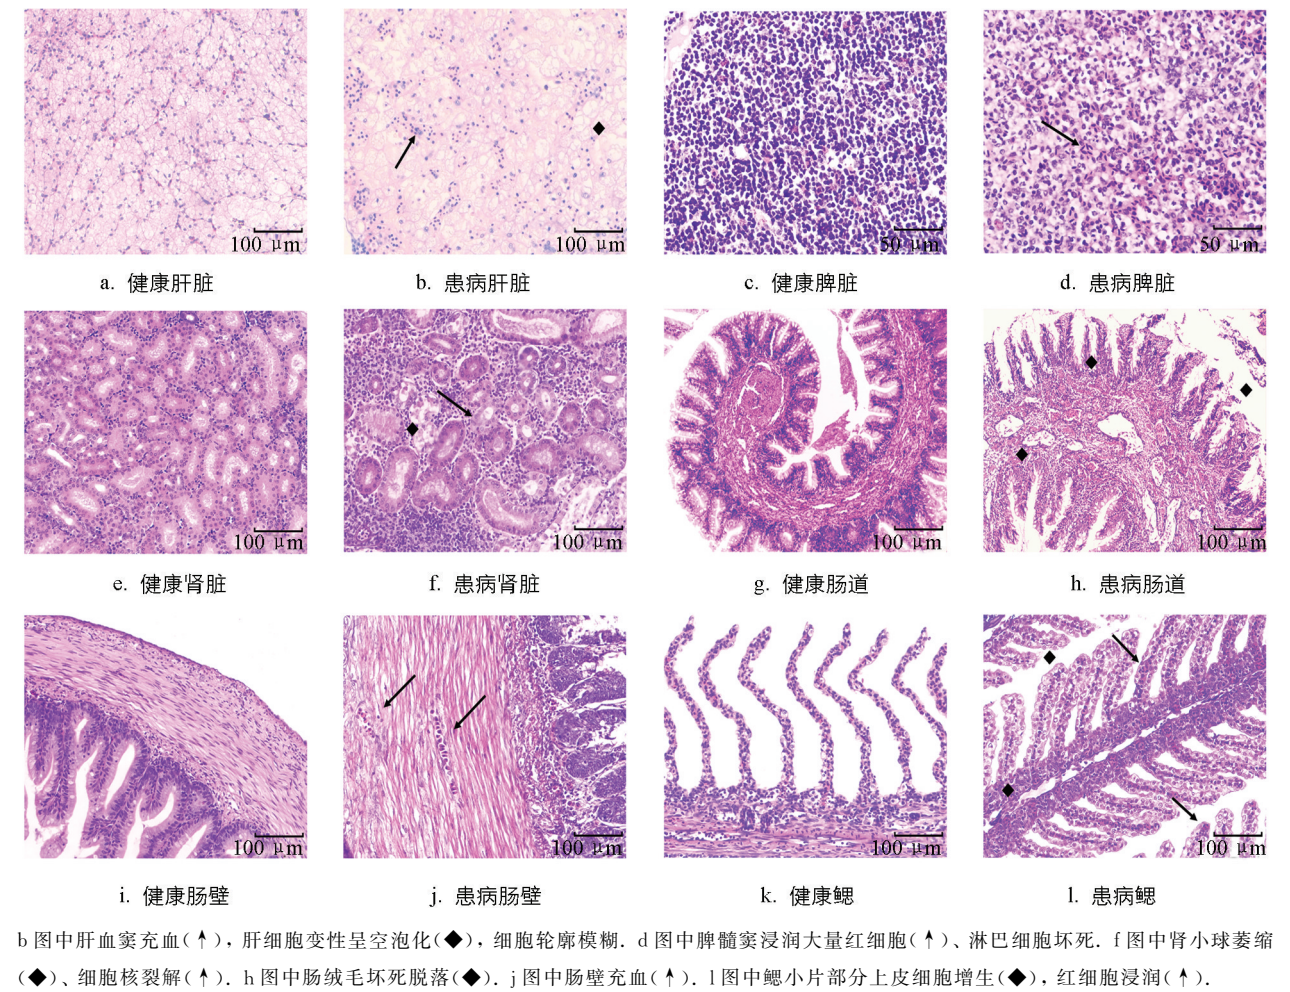 100 μm
100 μm
50 μm
50 μm
a. 健康肝脏
b. 患病肝脏
c. 健康脾脏
d. 患病脾脏
100 μm
100 μm
100 μm
100 μm
e. 健康肾脏
f. 患病肾脏
g. 健康肠道
h. 患病肠道
100 μm
100 μm
100 μm
100 μm
i. 健康肠壁
j. 患病肠壁
k. 健康鳃
l. 患病鳃
b 图中肝血窦充血(↑),肝细胞变性呈空泡化(◆),细胞轮廓模糊. d 图中脾髓窦浸润大量红细胞(↑)、淋巴细胞坏死. f 图中肾小球萎缩
(◆)、细胞核裂解(↑). h 图中肠绒毛坏死脱落(◆). j 图中肠壁充血(↑). l 图中鳃小片部分上皮细胞增生(◆),红细胞浸润(↑).